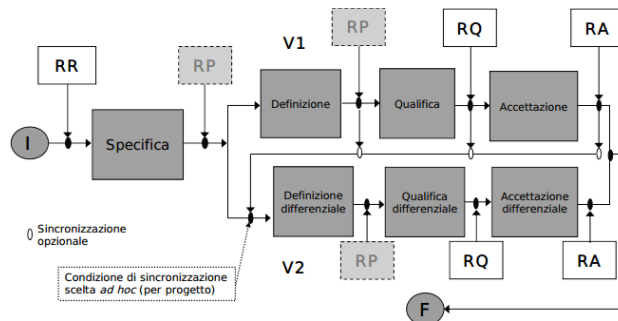 RP
RQ
RA
V1
RR
RP
I
Specifica
Definizione
Qualifica
Accettazione
Definizione
differenziale
Qualifica
differenziale
Accettazione
differenziale
Sincronizzazione
opzionale
V2
RP
RQ
RA
Condizione di sincronizzazione
scelta ad hoc (per progetto)
F